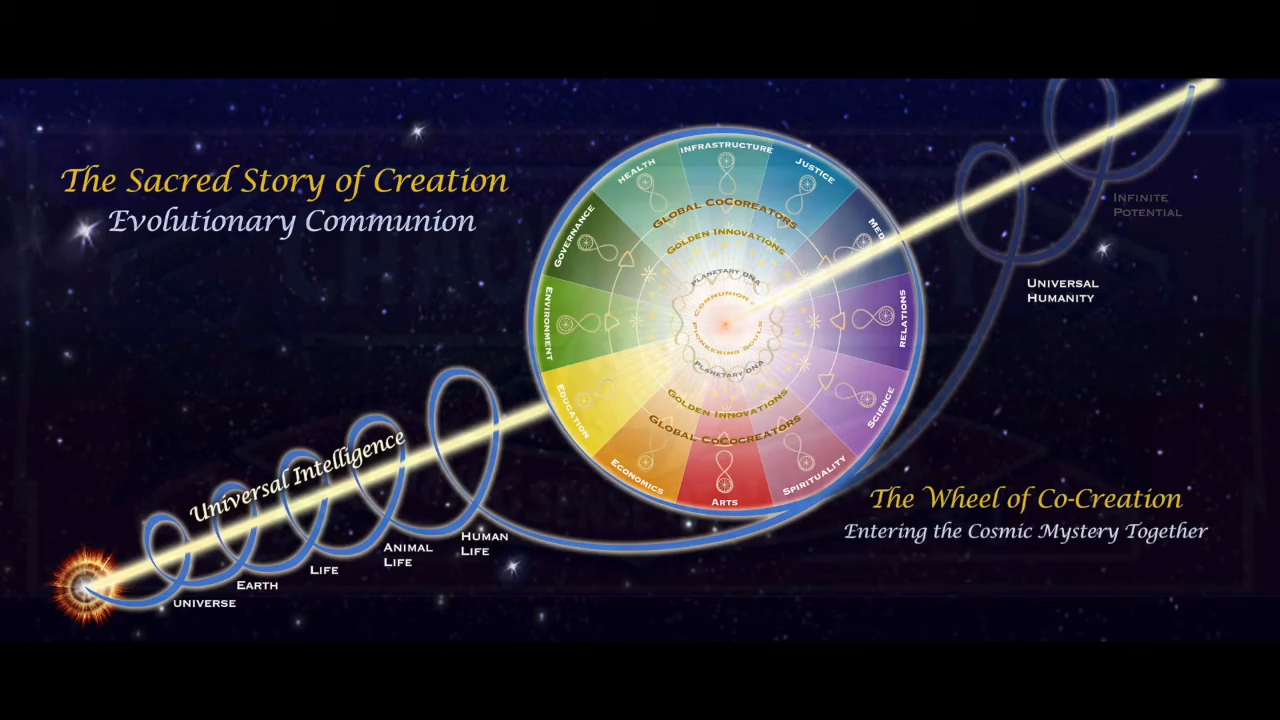 The Sacred Story of Creation
Evolutionary Communion
Universal Intelligence
UNIVERSE
EARTH
LIFE
ANIMAL
LIFE
HUMAN
LIFE
INFRASTRUCTURE
JUSTICE
MED
RELATIONS
SCIENCE
SPIRITUALITY
ARTS
ECONOMICS
EDUCATION
ENVIRONMENT
GOVERNANCE
HEALTH
GLOBAL COCREATORS
GOLDEN INNOVATIONS
PLANETARY DNA
COMMUNION
PIONEERING SOULS
PLANETARY DNA
GOLDEN INNOVATIONS
GLOBAL COCOCREATORS
UNIVERSAL
HUMANITY
INFINITE
POTENTIAL
The Wheel of Co-Creation
Entering the Cosmic Mystery Together